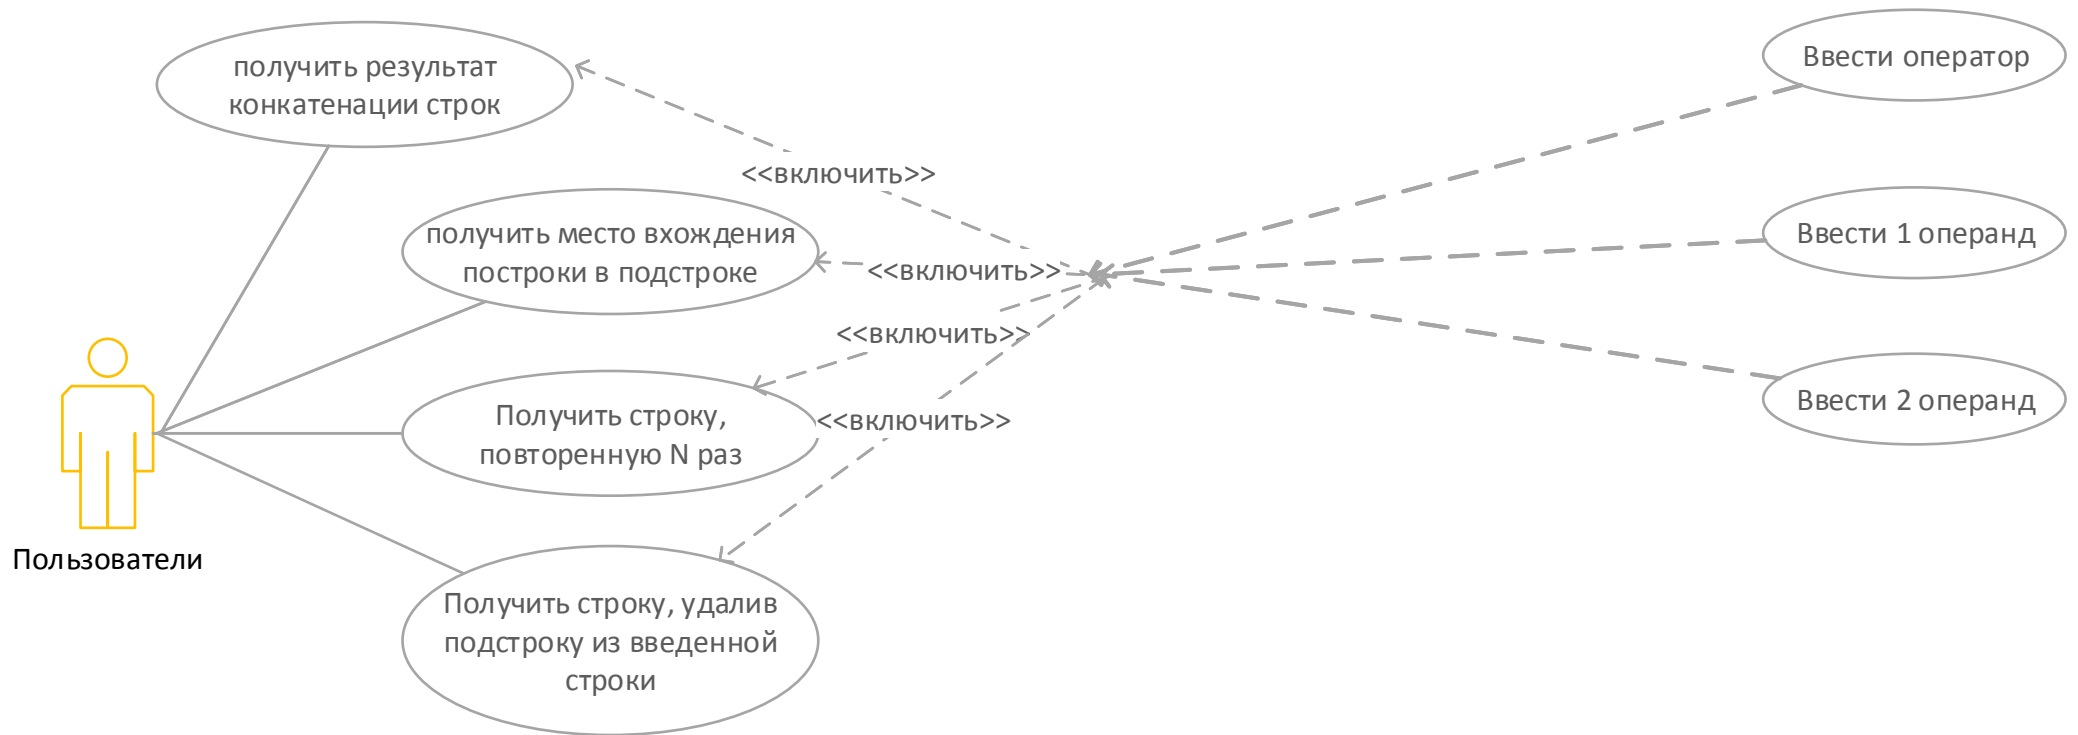 получить результат
конкатенации строк
Ввести оператор
<<включить>>
получить место вхождения
построки в подстроке
<<включить>>
Ввести 1 операнд
<<включить>>
Получить строку,
повторенную N раз
<<включить>>
Ввести 2 операнд
Пользователи
Получить строку, удалив
подстроку из введенной
строки